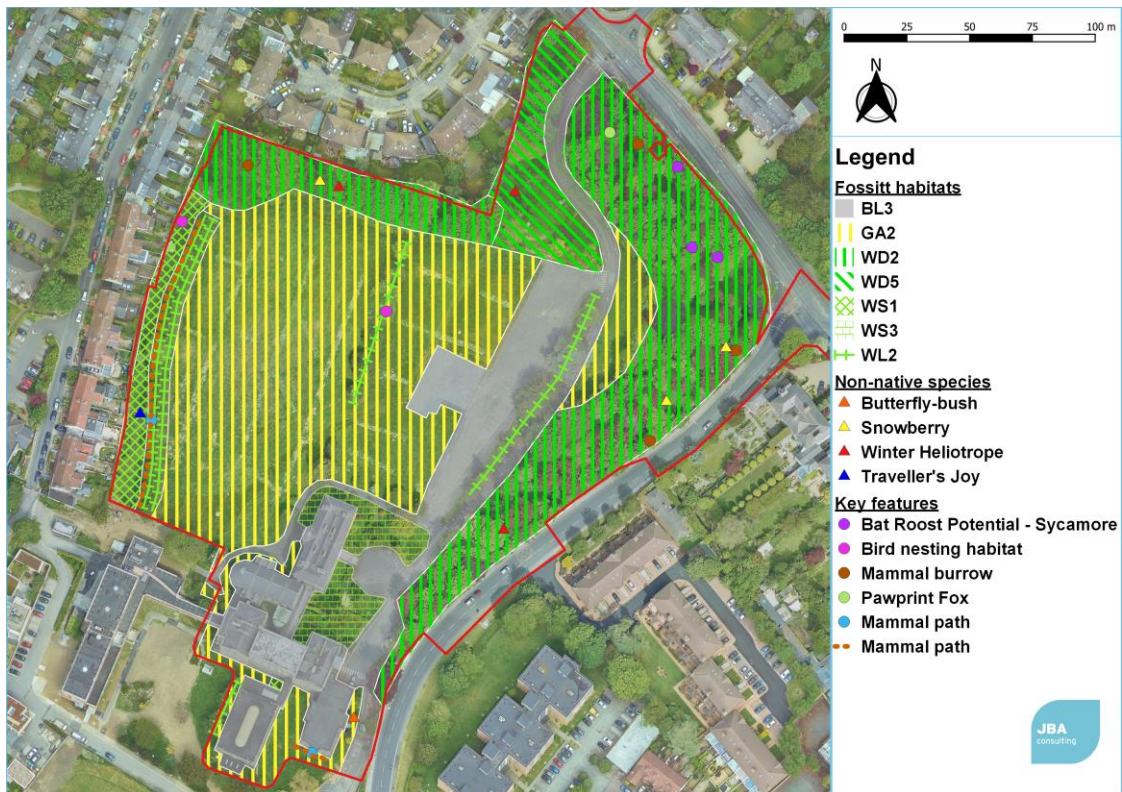 0 25 50 75 100 m
N
Legend
Fossitt habitats
BL3
GA2
WD2
WD5
WS1
WS3
WL2
Non-native species
Butterfly-bush
Snowberry
Winter Heliotrope
Traveller's Joy
Key features
Bat Roost Potential - Sycamore
Bird nesting habitat
Mammal burrow
Pawprint Fox
Mammal path
Mammal path
JBA
consulting